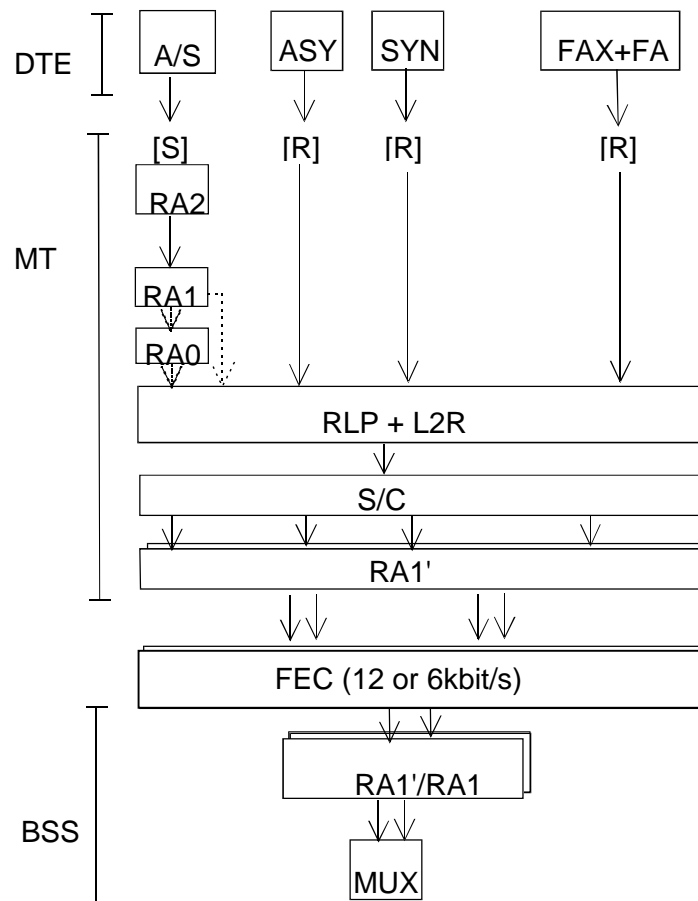 DTE
A/S
ASY
SYN
FAX+FA
[S]
[R]
[R]
[R]
RA2
MT
RA1
RA0
RLP + L2R
S/C
RA1'
FEC (12 or 6kbit/s)
RA1'/RA1
BSS
MUX